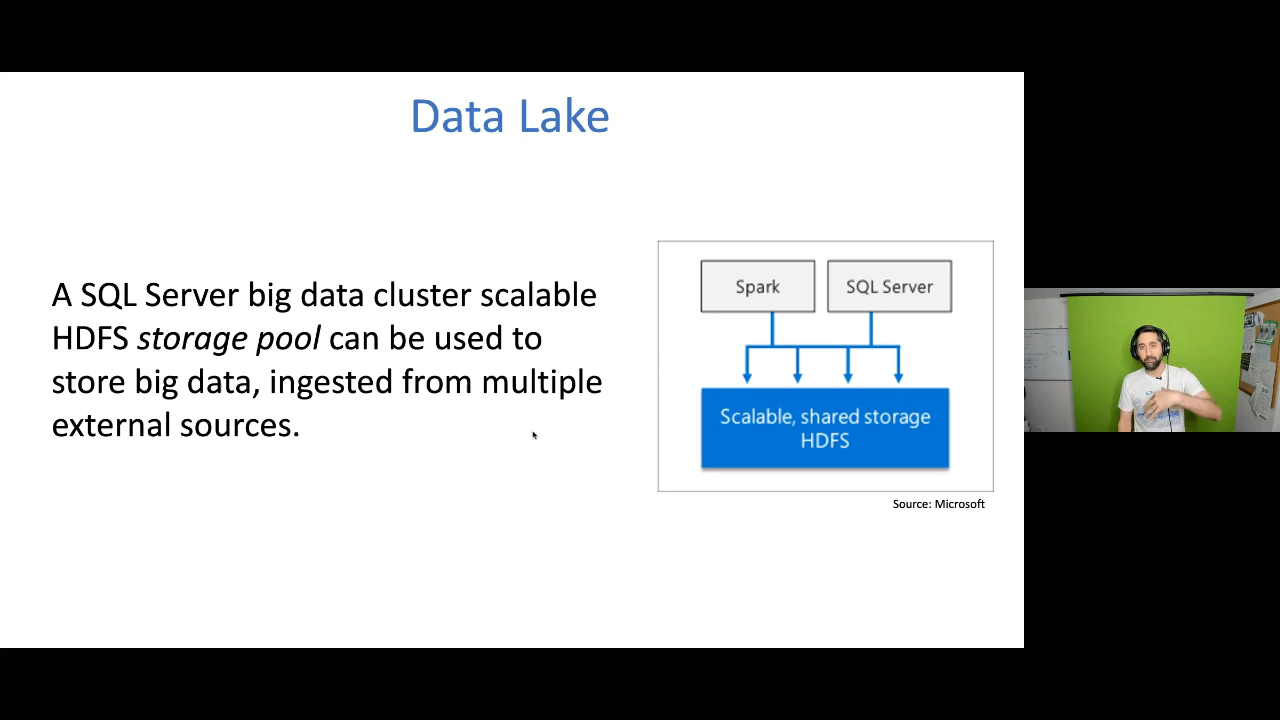 Data Lake
A SQL Server big data cluster scalable
HDFS storage pool can be used to
store big data, ingested from multiple
external sources.
Spark
SQL Server
Scalable, shared storage
HDFS
Source: Microsoft